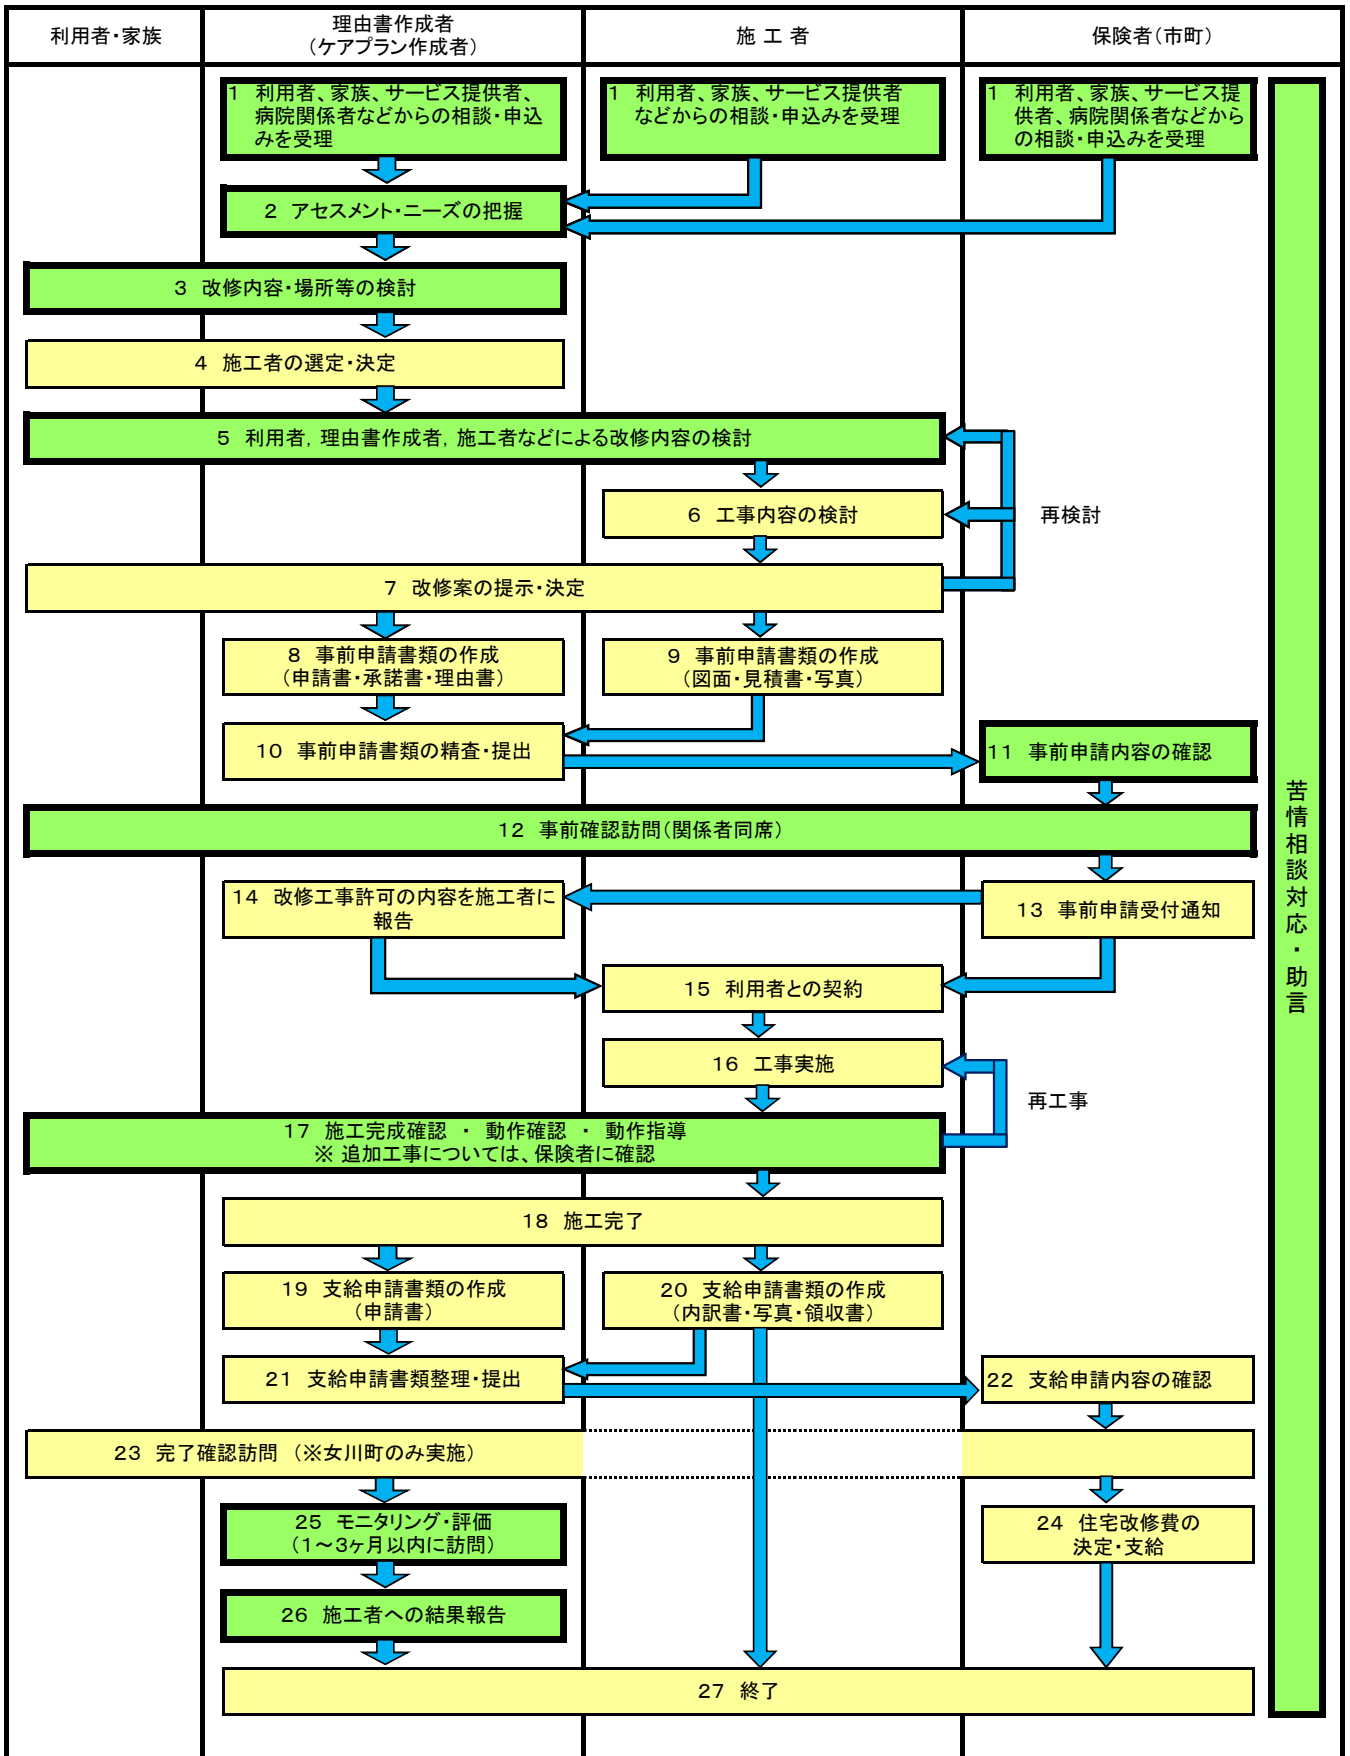 利用者・家族
理由書作成者
（ケアプラン作成者）
施 工 者
保険者（市町）
1　利用者、家族、サービス提供者、
病院関係者などからの相談・申込
みを受理
1　利用者、家族、サービス提供者
などからの相談・申込みを受理
1　利用者、家族、サービス提
供者、病院関係者などから
の相談・申込みを受理
2　アセスメント・ニーズの把握
3　改修内容・場所等の検討
4　施工者の選定・決定
5　利用者，理由書作成者，施工者などによる改修内容の検討
6　工事内容の検討
再検討
7　改修案の提示・決定
8　事前申請書類の作成
（申請書・承諾書・理由書）
9　事前申請書類の作成
（図面・見積書・写真）
10　事前申請書類の精査・提出
11　事前申請内容の確認
12　事前確認訪問（関係者同席）
14　改修工事許可の内容を施工者に
報告
13　事前申請受付通知
15　利用者との契約
16　工事実施
再工事
17　施工完成確認　・　動作確認　・　動作指導
※ 追加工事については、保険者に確認
18　施工完了
19　支給申請書類の作成
（申請書）
20　支給申請書類の作成
（内訳書・写真・領収書）
21　支給申請書類整理・提出
22　支給申請内容の確認
23　完了確認訪問　（※女川町のみ実施）
25　モニタリング・評価
（1～3ヶ月以内に訪問）
24　住宅改修費の
決定・支給
26　施工者への結果報告
27　終了
苦情相談対応・助言